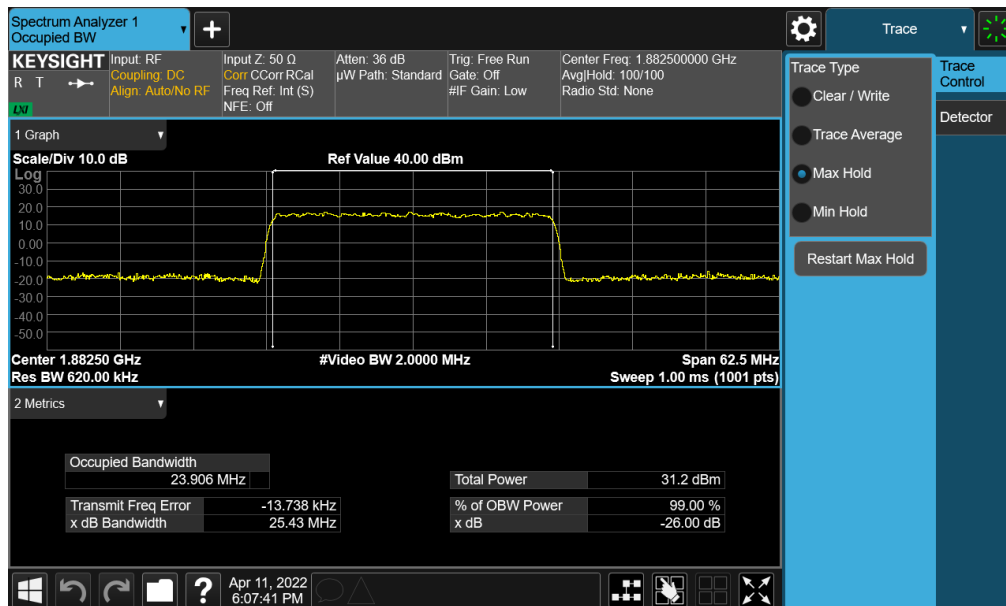 Spectrum Analyzer 1
Occupied BW
Trace
KEYSIGHT
R T
LXI
Input: RF
Coupling: DC
Align: Auto/No RF
Input Z: 50 Ω
Corr CCorr RCal
Freq Ref: Int (S)
NFE: Off
Atten: 36 dB
µW Path: Standard
Trig: Free Run
Gate: Off
#IF Gain: Low
Center Freq: 1.882500000 GHz
Avg|Hold: 100/100
Radio Std: None
Trace Type
Clear / Write
Trace Average
Max Hold
Min Hold
Restart Max Hold
Trace
Control
Detector
1 Graph
Scale/Div 10.0 dB
Ref Value 40.00 dBm
Log
30.0
20.0
10.0
0.00
-10.0
-20.0
-30.0
-40.0
-50.0
Center 1.88250 GHz
#Video BW 2.0000 MHz
Span 62.5 MHz
Res BW 620.00 kHz
Sweep 1.00 ms (1001 pts)
2 Metrics
Occupied Bandwidth
23.906 MHz
Total Power 31.2 dBm
Transmit Freq Error -13.738 kHz
% of OBW Power 99.00 %
x dB Bandwidth 25.43 MHz
x dB -26.00 dB
?
Apr 11, 2022
6:07:41 PM